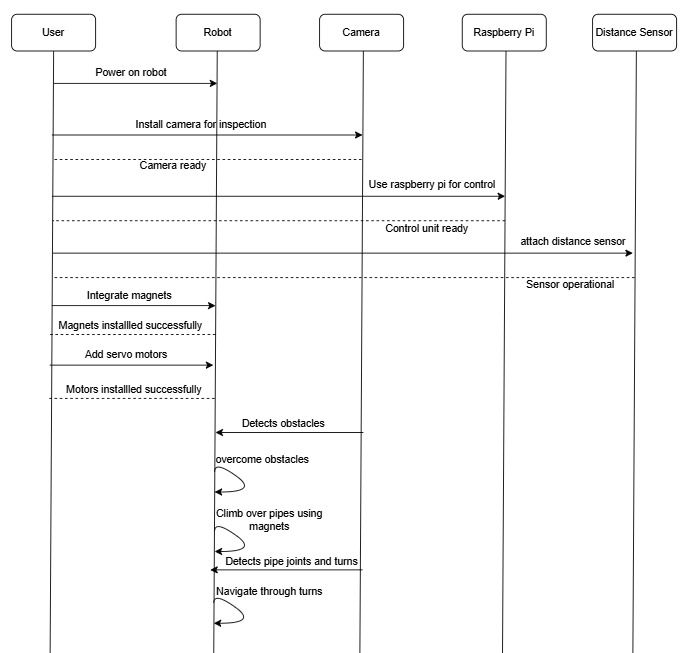 User
Robot
Camera
Raspberry Pi
Distance Sensor
Power on robot
Install camera for inspection
Camera ready
Use raspberry pi for control
Control unit ready
attach distance sensor
Sensor operational
Integrate magnets
Magnets installled successfully
Add servo motors
Motors installled successfully
Detects obstacles
overcome obstacles
Climb over pipes using
magnets
Detects pipe joints and turns
Navigate through turns